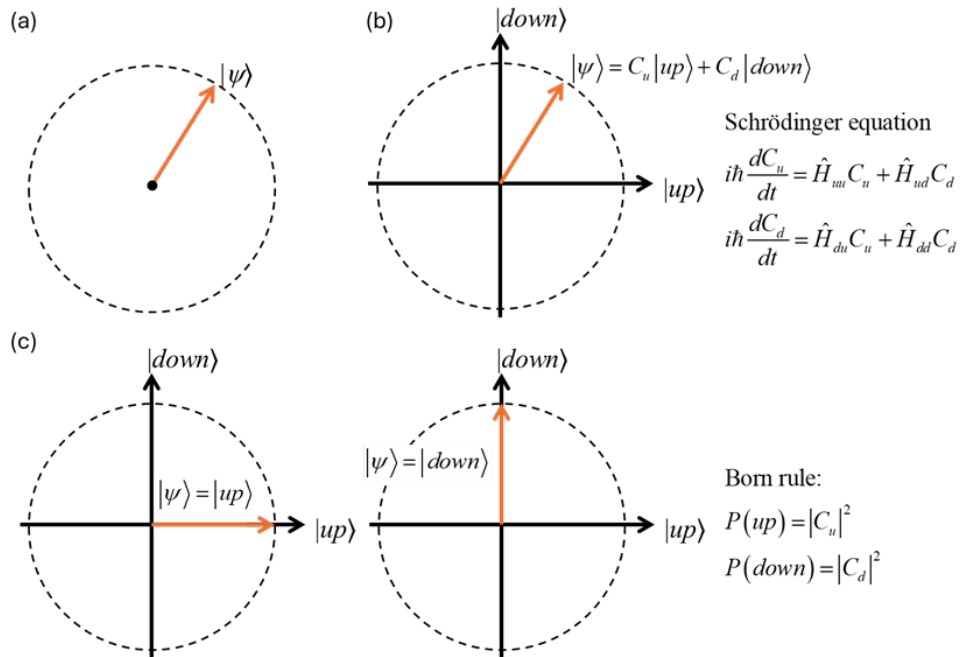 (a)
|ψ⟩
(b)
|down⟩
|ψ⟩ = C_u|up⟩ + C_d|down⟩
|up⟩
Schrödinger equation
iħ dC_u/dt = Ĥ_uu C_u + Ĥ_ud C_d
iħ dC_d/dt = Ĥ_du C_u + Ĥ_dd C_d
(c)
|down⟩
|ψ⟩ = |up⟩
|up⟩
|down⟩
|ψ⟩ = |down⟩
|up⟩
Born rule:
P(up) = |C_u|²
P(down) = |C_d|²